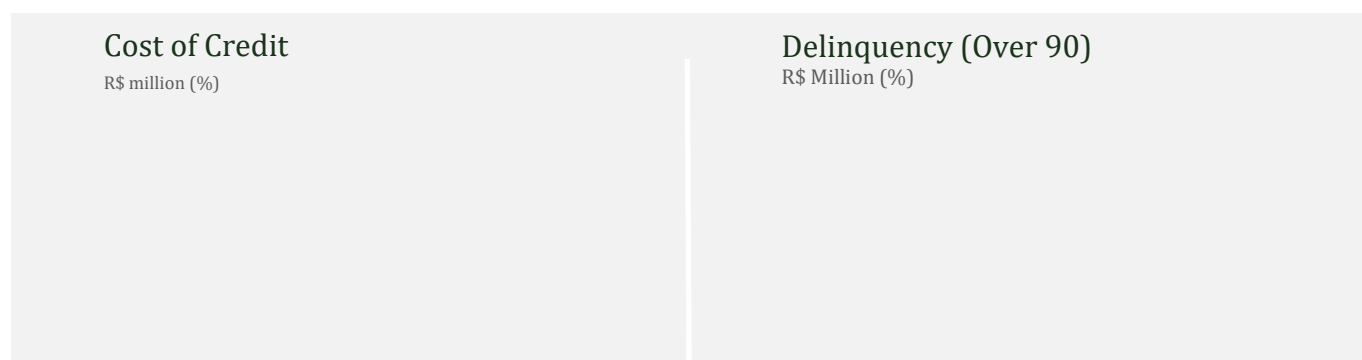 Cost of Credit
R$ million (%)
Delinquency (Over 90)
R$ Million (%)